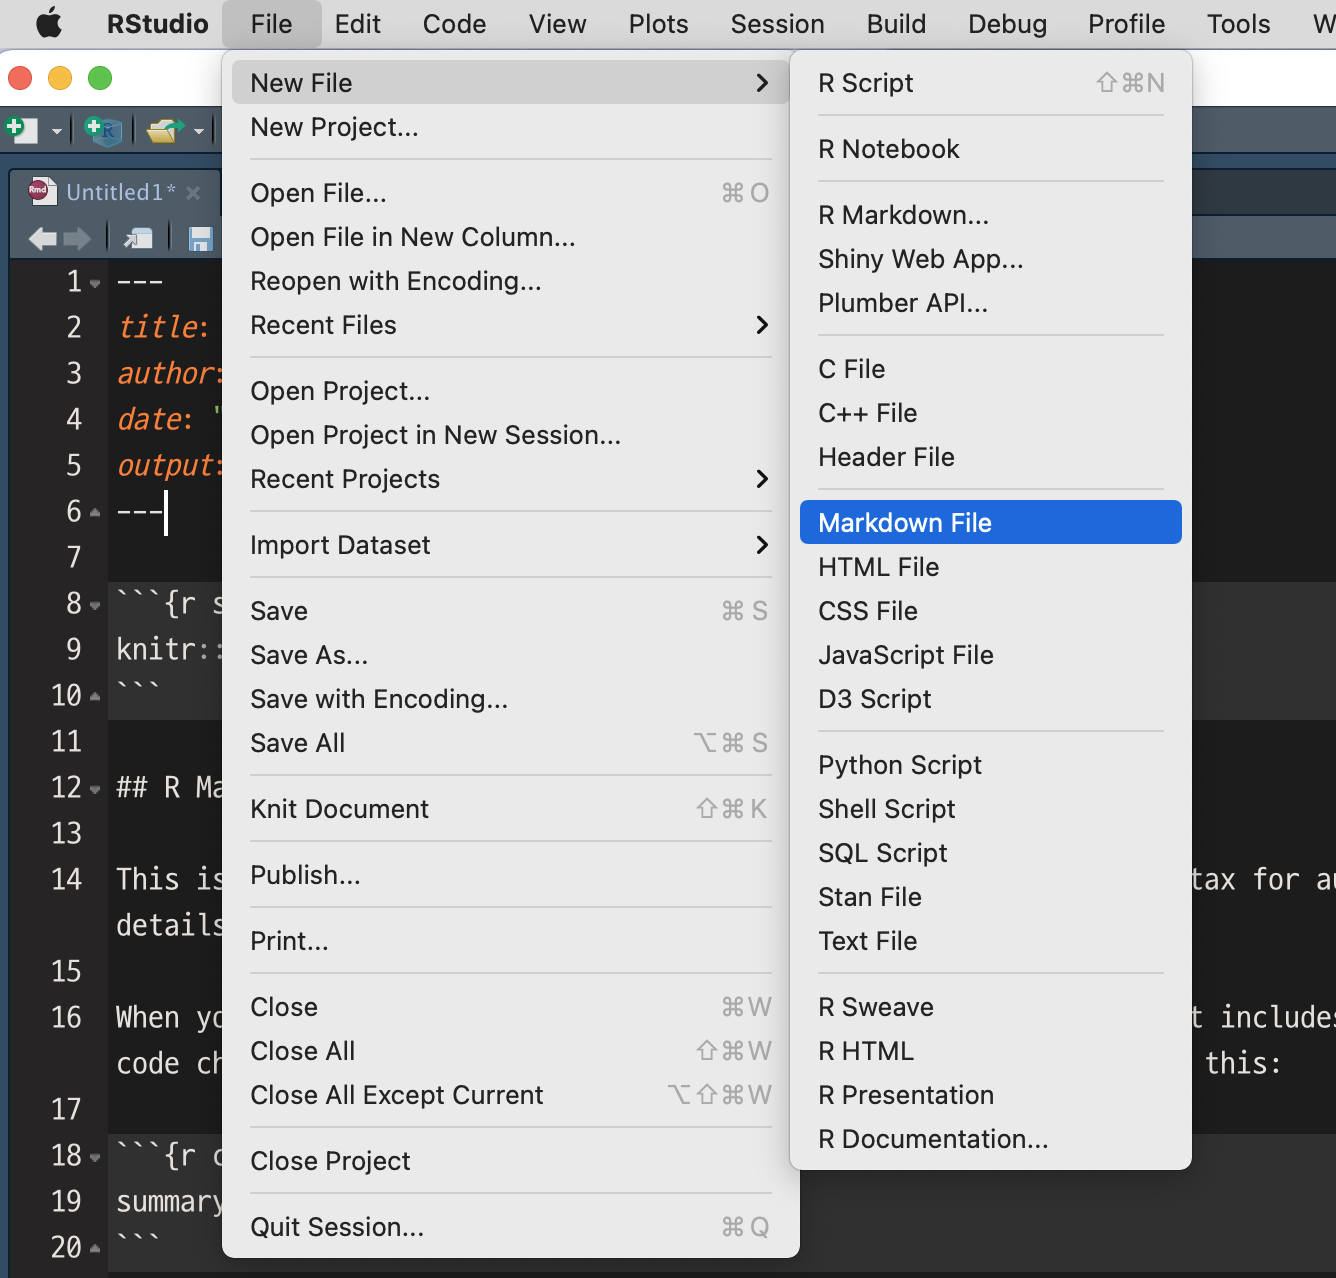 RStudio File Edit Code View Plots Session Build Debug Profile Tools
New File
New Project...
Open File... ⌘ O
Open File in New Column...
Reopen with Encoding...
Recent Files
Open Project...
Open Project in New Session...
Recent Projects
Import Dataset
Save ⌘ S
Save As...
Save with Encoding...
Save All ⌥⌘ S
Knit Document ⇧⌘ K
Publish...
Print...
Close ⌘W
Close All ⇧⌘W
Close All Except Current ⌥⇧⌘W
Close Project
Quit Session... ⌘Q
R Script ⇧⌘N
R Notebook
R Markdown...
Shiny Web App...
Plumber API...
C File
C++ File
Header File
Markdown File
HTML File
CSS File
JavaScript File
D3 Script
Python Script
Shell Script
SQL Script
Stan File
Text File
R Sweave
R HTML
R Presentation
R Documentation...
Rmd Untitled1*
1 ---
2 title:
3 author:
4 date: "
5 output:
6 ---
7
8 ```{r s
9 knitr::
10 ```
11
12 ## R Ma
13
14 This is tax for au
details
15
16 When yo t includes
code ch this:
17
18 ```{r c
19 summary
20 ```